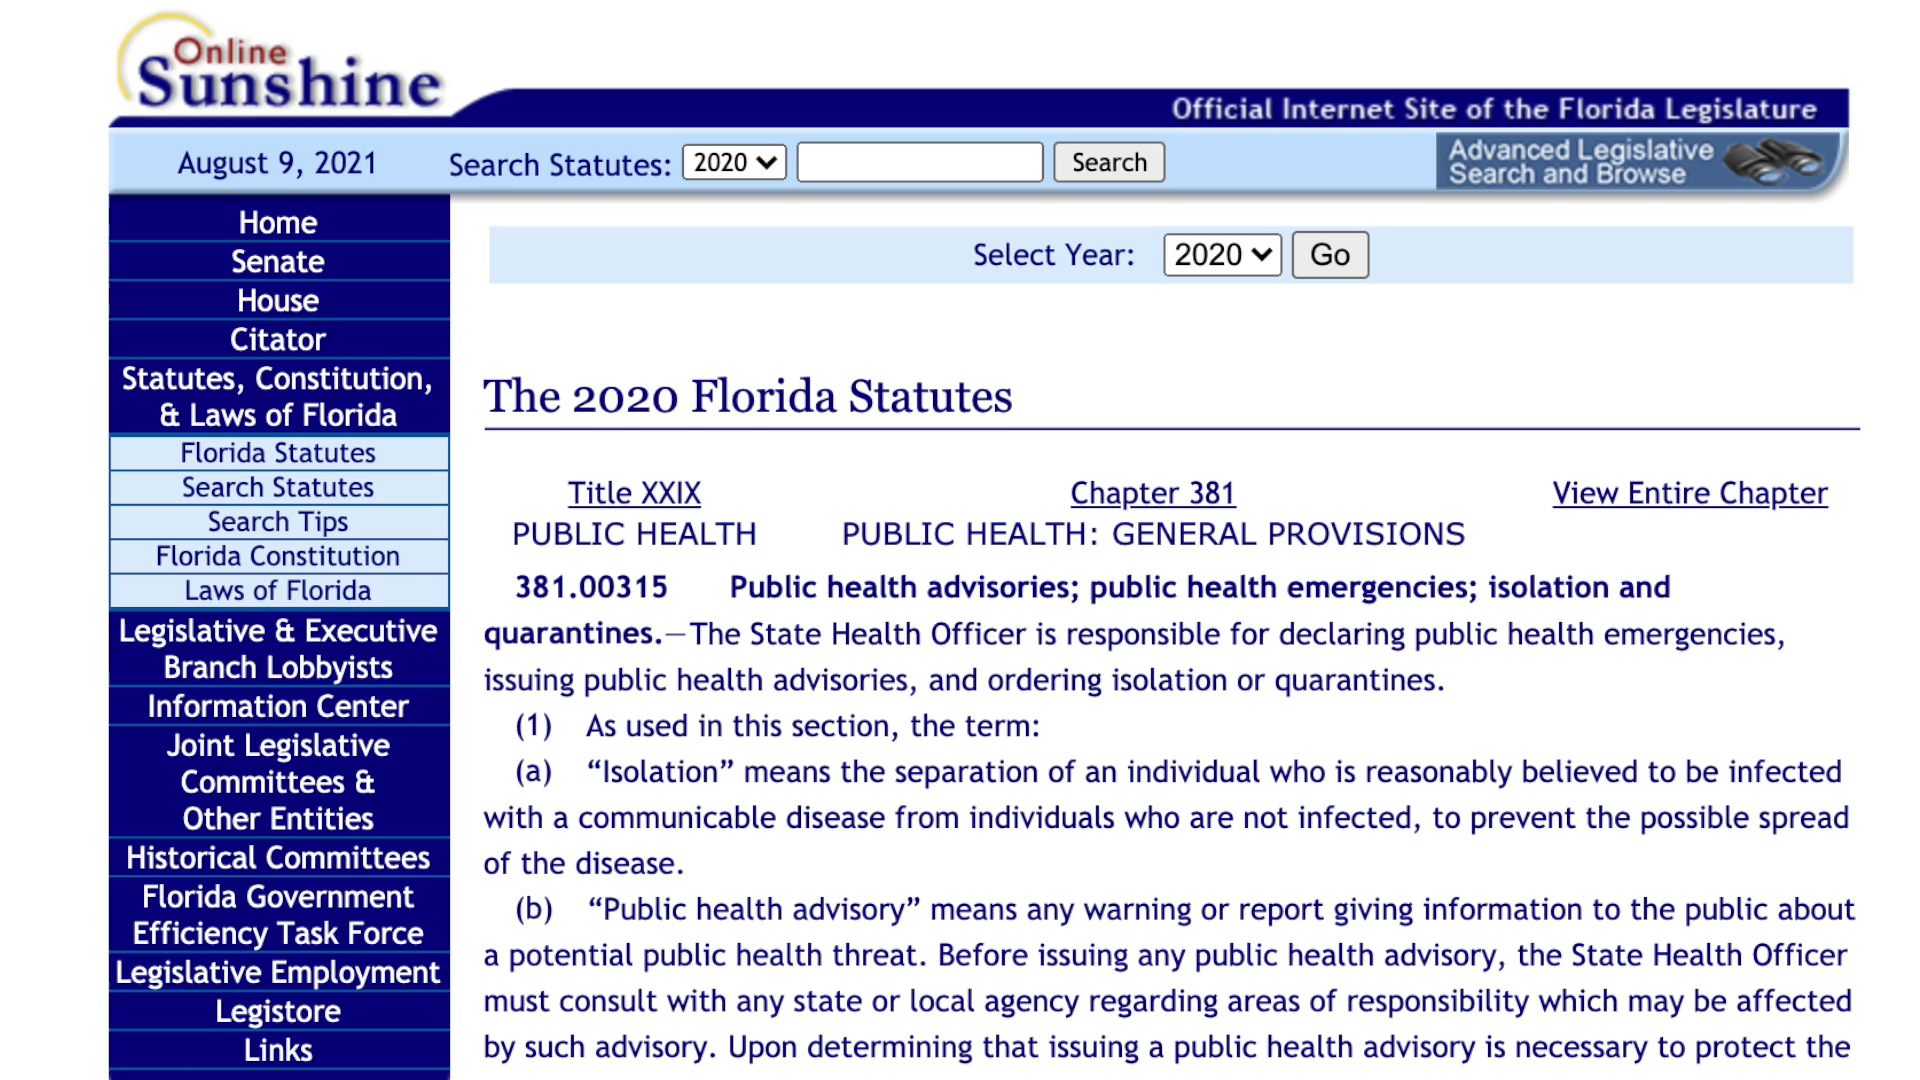 Online
Sunshine
Official Internet Site of the Florida Legislature
August 9, 2021 Search Statutes: 2020 Search
Advanced Legislative
Search and Browse
Home
Senate
House
Citator
Statutes, Constitution,
& Laws of Florida
Florida Statutes
Search Statutes
Search Tips
Florida Constitution
Laws of Florida
Legislative & Executive
Branch Lobbyists
Information Center
Joint Legislative
Committees &
Other Entities
Historical Committees
Florida Government
Efficiency Task Force
Legislative Employment
Legistore
Links
Select Year: 2020 Go
The 2020 Florida Statutes
Title XXIX Chapter 381 View Entire Chapter
PUBLIC HEALTH PUBLIC HEALTH: GENERAL PROVISIONS
381.00315 Public health advisories; public health emergencies; isolation and
quarantines.—The State Health Officer is responsible for declaring public health emergencies,
issuing public health advisories, and ordering isolation or quarantines.
(1) As used in this section, the term:
(a) “Isolation” means the separation of an individual who is reasonably believed to be infected
with a communicable disease from individuals who are not infected, to prevent the possible spread
of the disease.
(b) “Public health advisory” means any warning or report giving information to the public about
a potential public health threat. Before issuing any public health advisory, the State Health Officer
must consult with any state or local agency regarding areas of responsibility which may be affected
by such advisory. Upon determining that issuing a public health advisory is necessary to protect the